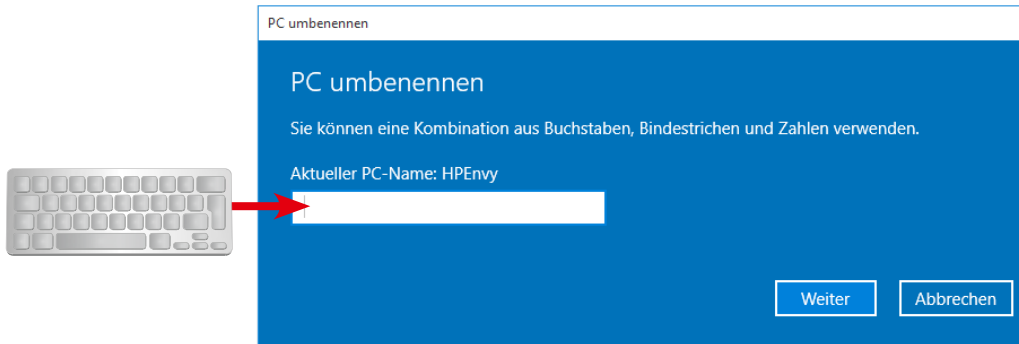 PC umbenennen
PC umbenennen
Sie können eine Kombination aus Buchstaben, Bindestrichen und Zahlen verwenden.
Aktueller PC-Name: HPEnvy
Weiter Abbrechen